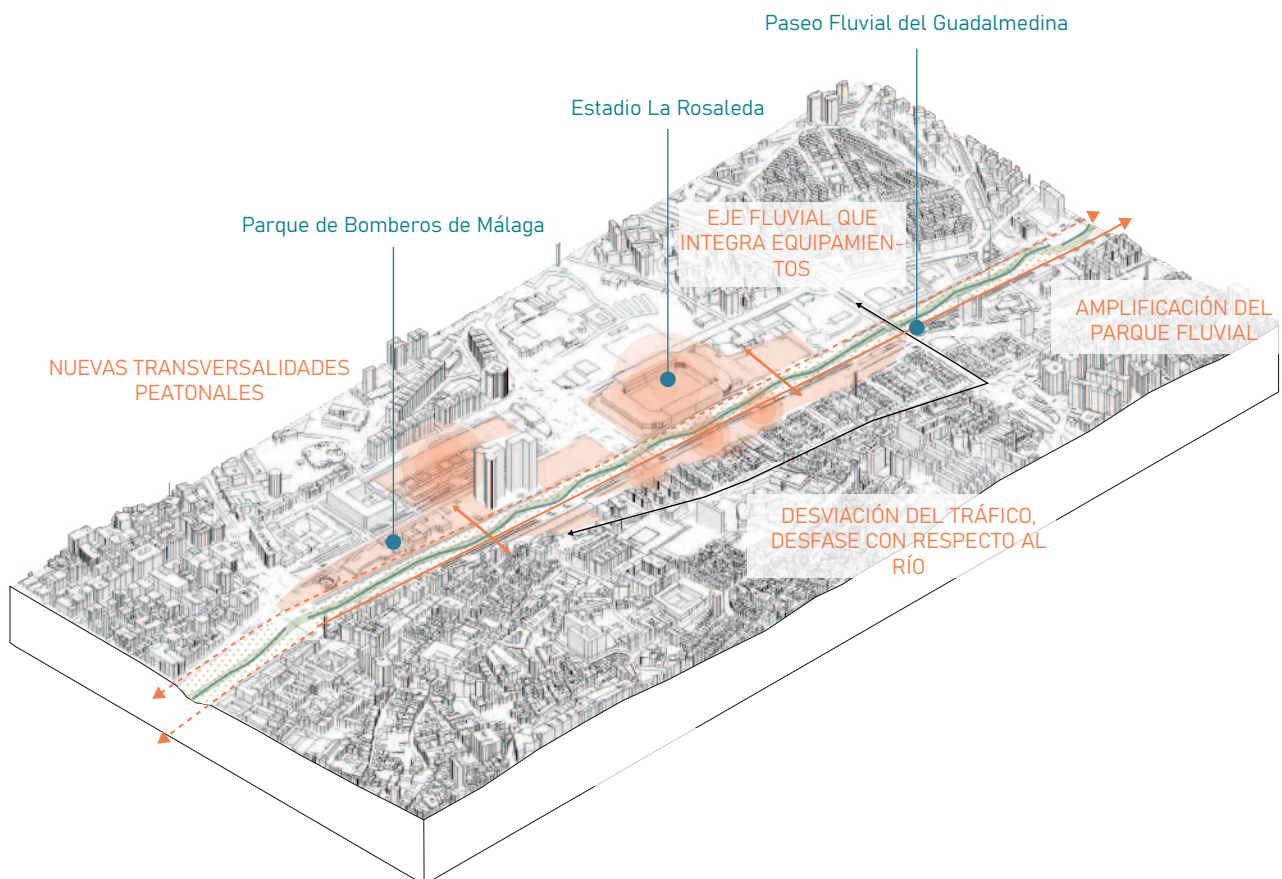 Paseo Fluvial del Guadalmedina
Estadio La Rosaleda
Parque de Bomberos de Málaga
EJE FLUVIAL QUE
INTEGRA EQUIPAMIEN-
TOS
AMPLIFICACIÓN DEL
PARQUE FLUVIAL
NUEVAS TRANSVERSALIDADES
PEATONALES
DESVIACIÓN DEL TRÁFICO,
DESFASE CON RESPECTO AL
RÍO